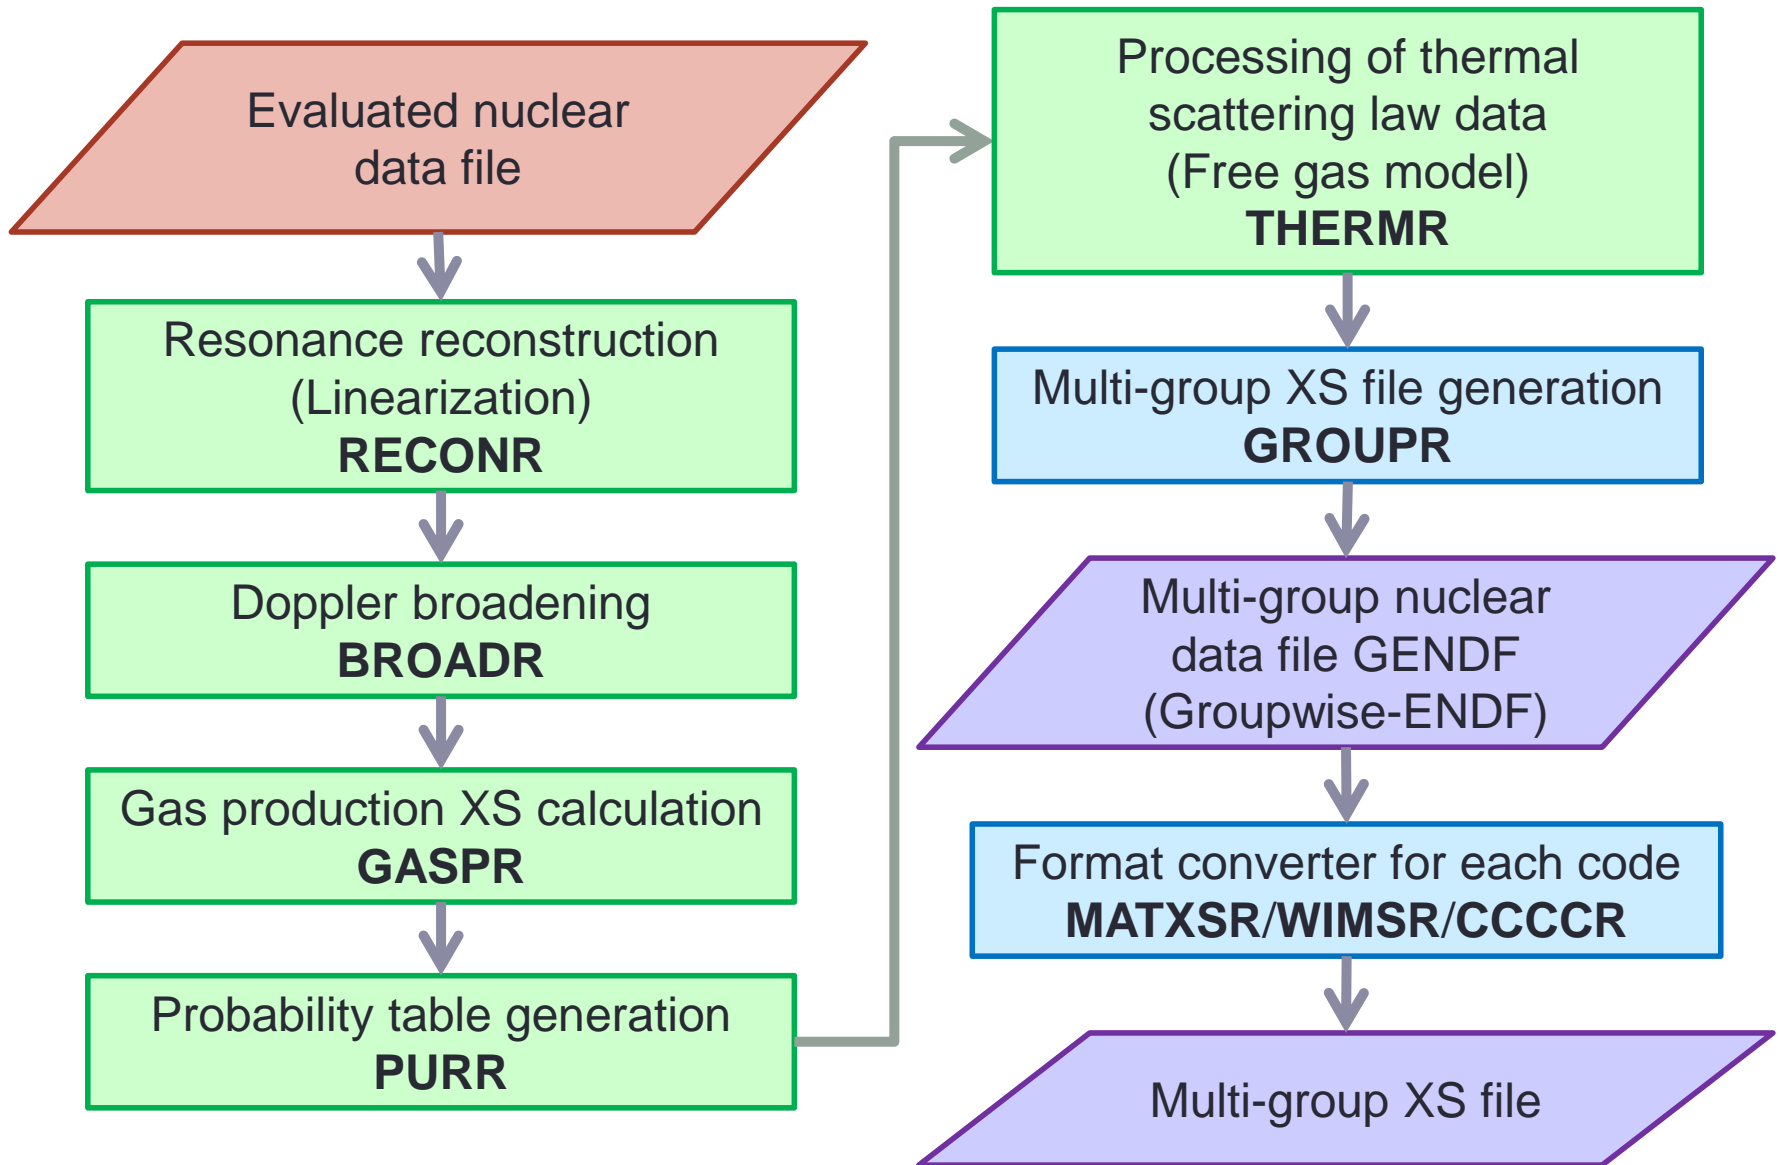 Evaluated nuclear
data file
Resonance reconstruction
(Linearization)
RECONR
Doppler broadening
BROADR
Gas production XS calculation
GASPR
Probability table generation
PURR
Processing of thermal
scattering law data
(Free gas model)
THERMR
Multi-group XS file generation
GROUPR
Multi-group nuclear
data file GENDF
(Groupwise-ENDF)
Format converter for each code
MATXSR/WIMSR/CCCCR
Multi-group XS file